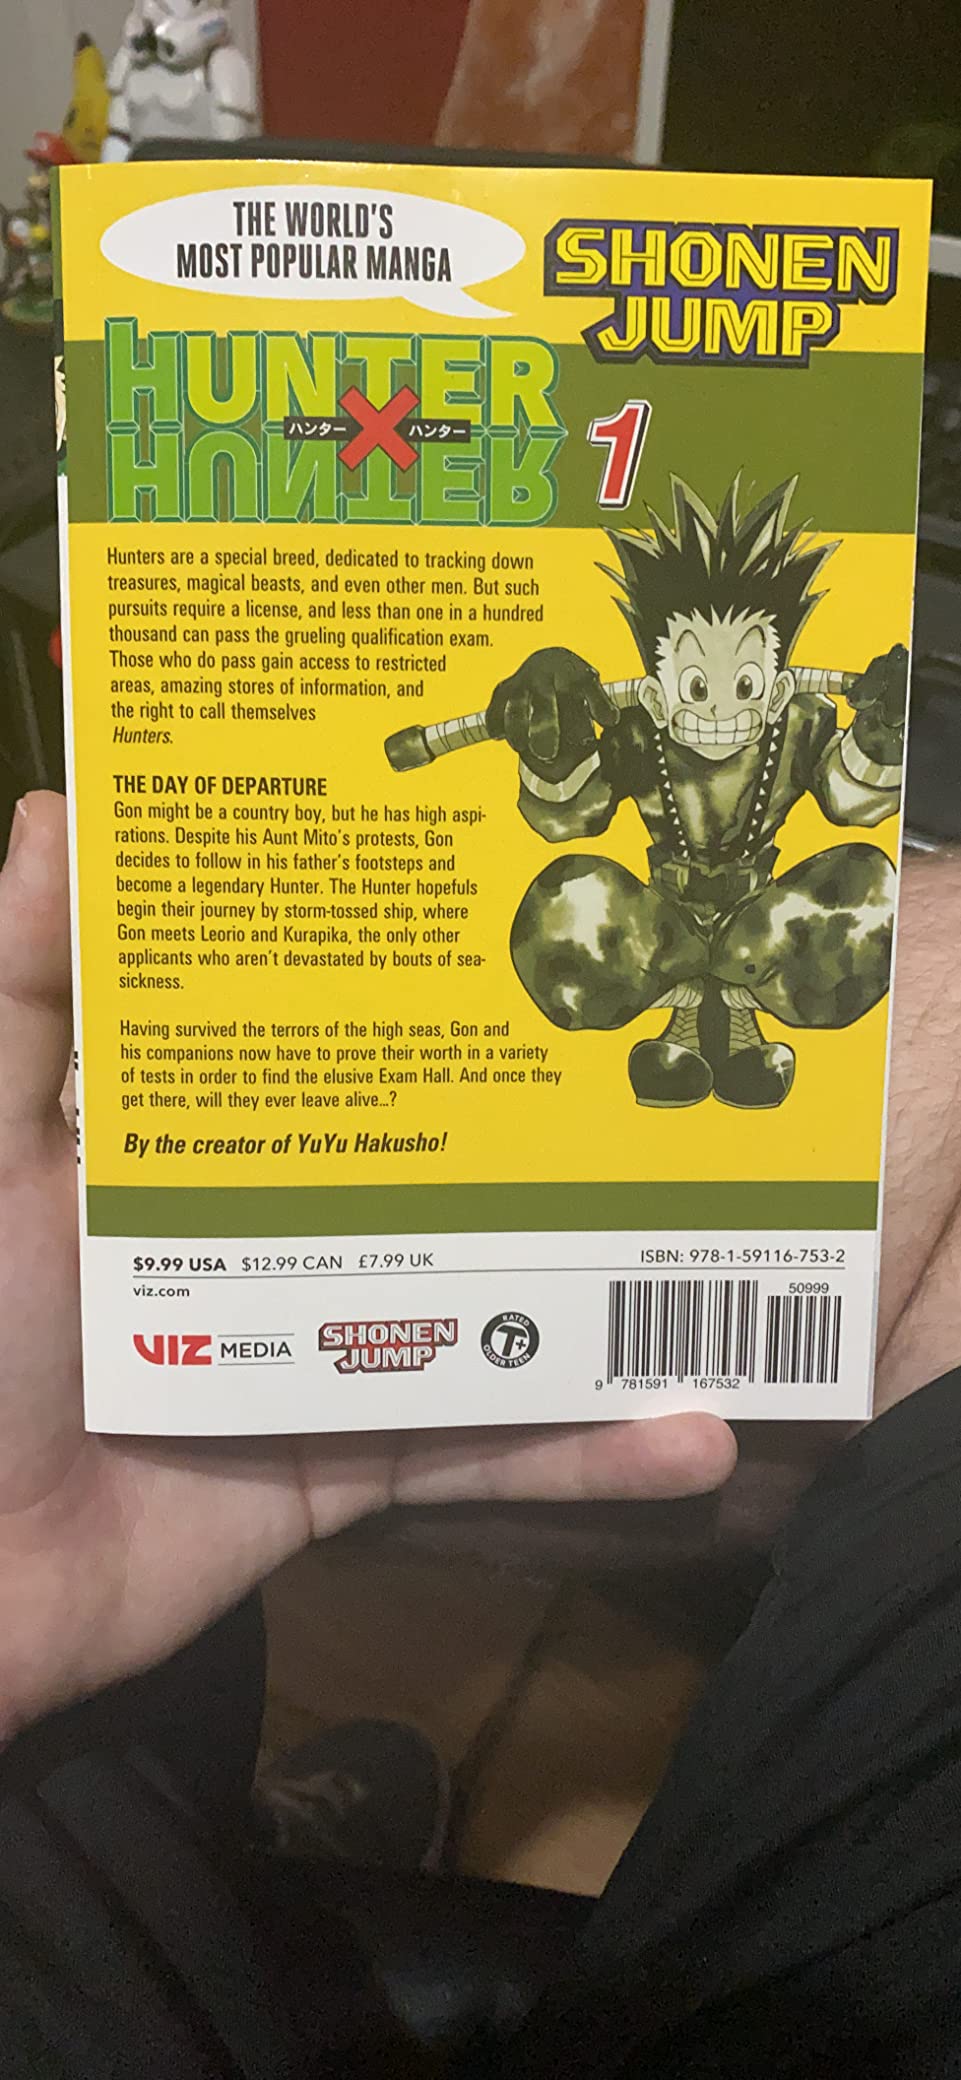 THE WORLD'S
MOST POPULAR MANGA
SHONEN
JUMP
HUNTER
ハンター × ハンター
HUNTER
1
Hunters are a special breed, dedicated to tracking down
treasures, magical beasts, and even other men. But such
pursuits require a license, and less than one in a hundred
thousand can pass the grueling qualification exam.
Those who do pass gain access to restricted
areas, amazing stores of information, and
the right to call themselves
Hunters.
THE DAY OF DEPARTURE
Gon might be a country boy, but he has high aspi-
rations. Despite his Aunt Mito's protests, Gon
decides to follow in his father's footsteps and
become a legendary Hunter. The Hunter hopefuls
begin their journey by storm-tossed ship, where
Gon meets Leorio and Kurapika, the only other
applicants who aren't devastated by bouts of sea-
sickness.
Having survived the terrors of the high seas, Gon and
his companions now have to prove their worth in a variety
of tests in order to find the elusive Exam Hall. And once they
get there, will they ever leave alive...?
By the creator of YuYu Hakusho!
$9.99 USA $12.99 CAN £7.99 UK
ISBN: 978-1-59116-753-2
viz.com
50999
VIZ MEDIA
SHONEN
JUMP
RATED
T+
OLDER TEEN
9 781591 167532